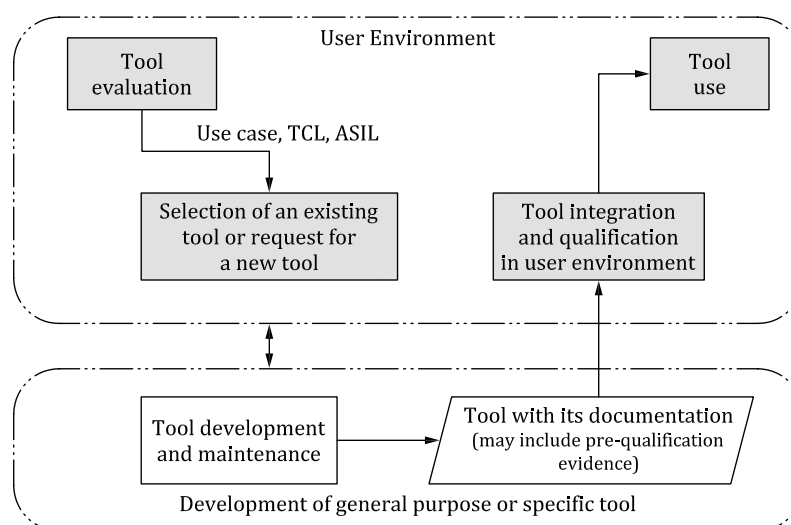 User Environment
Tool
evaluation
Tool
use
Use case, TCL, ASIL
Selection of an existing
tool or request for
a new tool
Tool integration
and qualification
in user environment
Tool development
and maintenance
Tool with its documentation
(may include pre-qualification
evidence)
Development of general purpose or specific tool